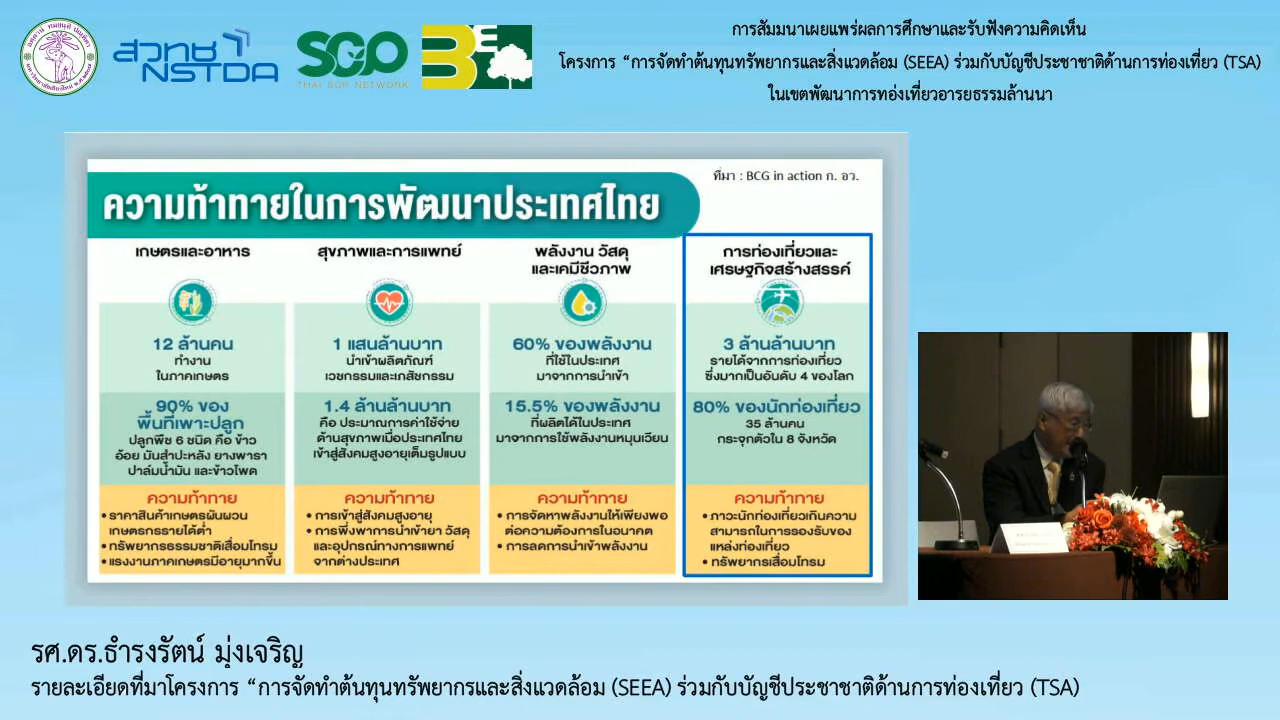 สวทช
NSTDA
SCP
THAI SCP NETWORK
BE
การสัมมนาเผยแพร่ผลการศึกษาและรับฟังความคิดเห็น
โครงการ “การจัดทำต้นทุนทรัพยากรและสิ่งแวดล้อม (SEEA) ร่วมกับบัญชีประชาชาติด้านการท่องเที่ยว (TSA)
ในเขตพัฒนาการทอ่งเที่ยวอารยธรรมล้านนา
ที่มา : BCG in action ก. อว.
ความท้าทายในการพัฒนาประเทศไทย
เกษตรและอาหาร
12 ล้านคน
ทำงาน
ในภาคเกษตร
90% ของ
พื้นที่เพาะปลูก
ปลูกพืช 6 ชนิด คือ ข้าว
อ้อย มันสำปะหลัง ยางพารา
ปาล์มน้ำมัน และข้าวโพด
ความท้าทาย
• ราคาสินค้าเกษตรผันผวน
เกษตรกรรายได้ต่ำ
• ทรัพยากรธรรมชาติเสื่อมโทรม
• แรงงานภาคเกษตรมีอายุมากขึ้น
สุขภาพและการแพทย์
1 แสนล้านบาท
นำเข้าผลิตภัณฑ์
เวชกรรมและเภสัชกรรม
1.4 ล้านล้านบาท
คือ ประมาณการค่าใช้จ่าย
ด้านสุขภาพเมื่อประเทศไทย
เข้าสู่สังคมสูงอายุเต็มรูปแบบ
ความท้าทาย
• การเข้าสู่สังคมสูงอายุ
• การพึ่งพาการนำเข้ายา วัสดุ
และอุปกรณ์ทางการแพทย์
จากต่างประเทศ
พลังงาน วัสดุ
และเคมีชีวภาพ
60% ของพลังงาน
ที่ใช้ในประเทศ
มาจากการนำเข้า
15.5% ของพลังงาน
ที่ผลิตได้ในประเทศ
มาจากการใช้พลังงานหมุนเวียน
ความท้าทาย
• การจัดหาพลังงานให้เพียงพอ
ต่อความต้องการในอนาคต
• การลดการนำเข้าพลังงาน
การท่องเที่ยวและ
เศรษฐกิจสร้างสรรค์
3 ล้านล้านบาท
รายได้จากการท่องเที่ยว
ซึ่งมากเป็นอันดับ 4 ของโลก
80% ของนักท่องเที่ยว
35 ล้านคน
กระจุกตัวใน 8 จังหวัด
ความท้าทาย
• ภาวะนักท่องเที่ยวเกินความ
สามารถในการรองรับของ
แหล่งท่องเที่ยว
• ทรัพยากรเสื่อมโทรม
รศ.ดร.ธำรงรัตน์ มุ่งเจริญ
รายละเอียดที่มาโครงการ “การจัดทำต้นทุนทรัพยากรและสิ่งแวดล้อม (SEEA) ร่วมกับบัญชีประชาชาติด้านการท่องเที่ยว (TSA)